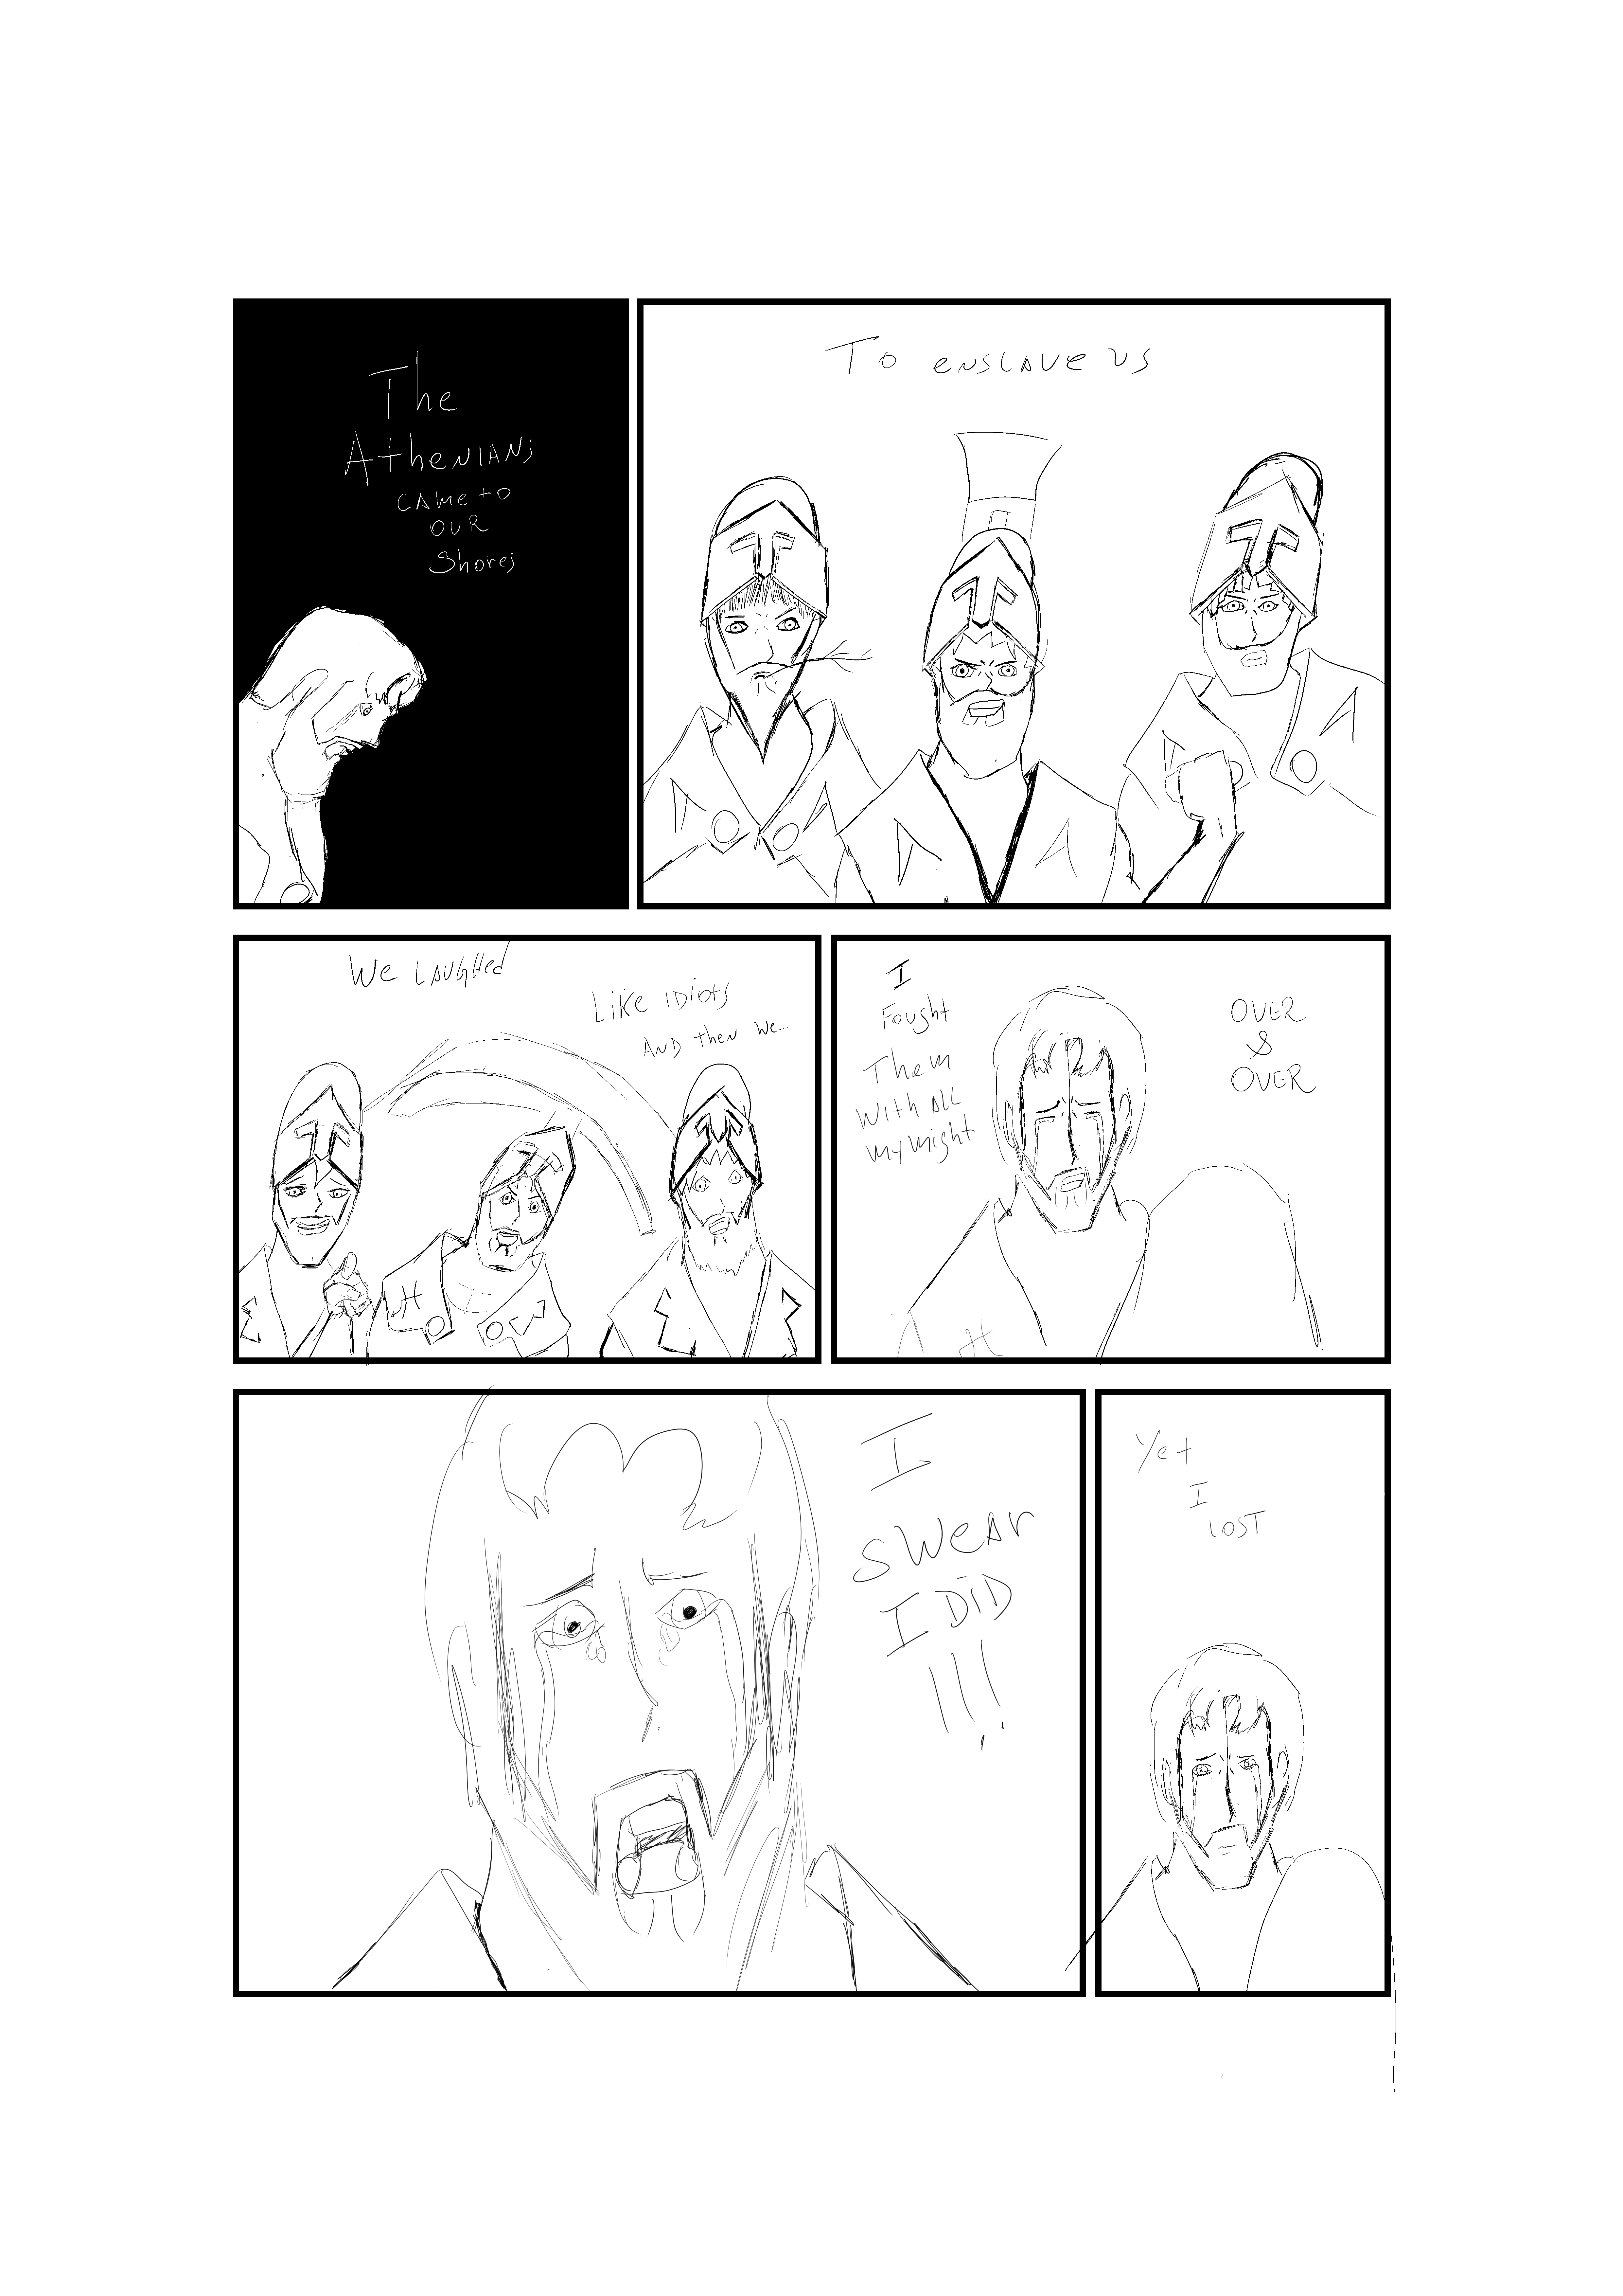 The
Athenians
came to
our
Shores
To enslave us
We Laughed
Like idiots
And then we...
I
Fought
Them
With all
my might
OVER
&
OVER
I
swear
I DiD
!!!
Yet
I
LOST